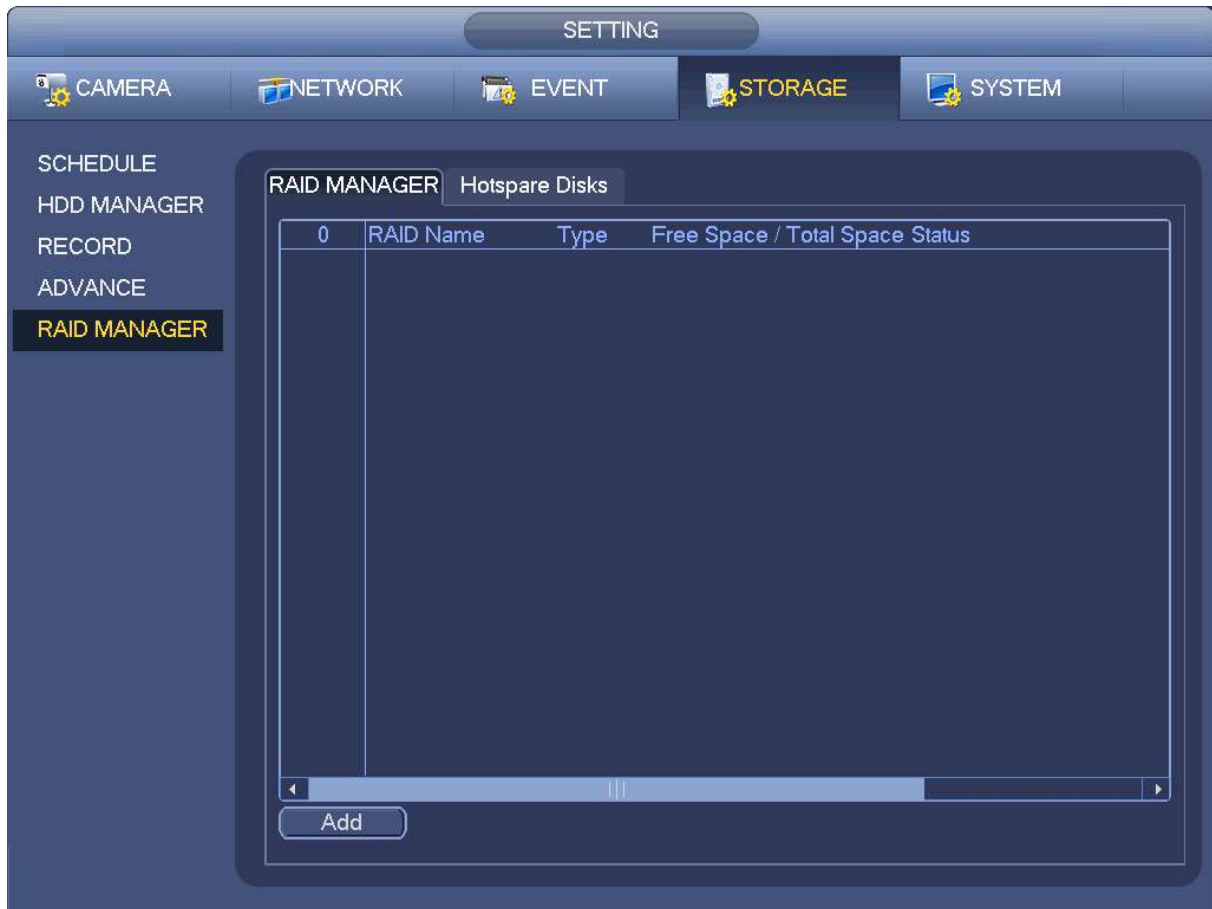 SETTING
CAMERA NETWORK EVENT STORAGE SYSTEM
SCHEDULE
HDD MANAGER
RECORD
ADVANCE
RAID MANAGER
RAID MANAGER Hotspare Disks
0 RAID Name Type Free Space / Total Space Status
Add